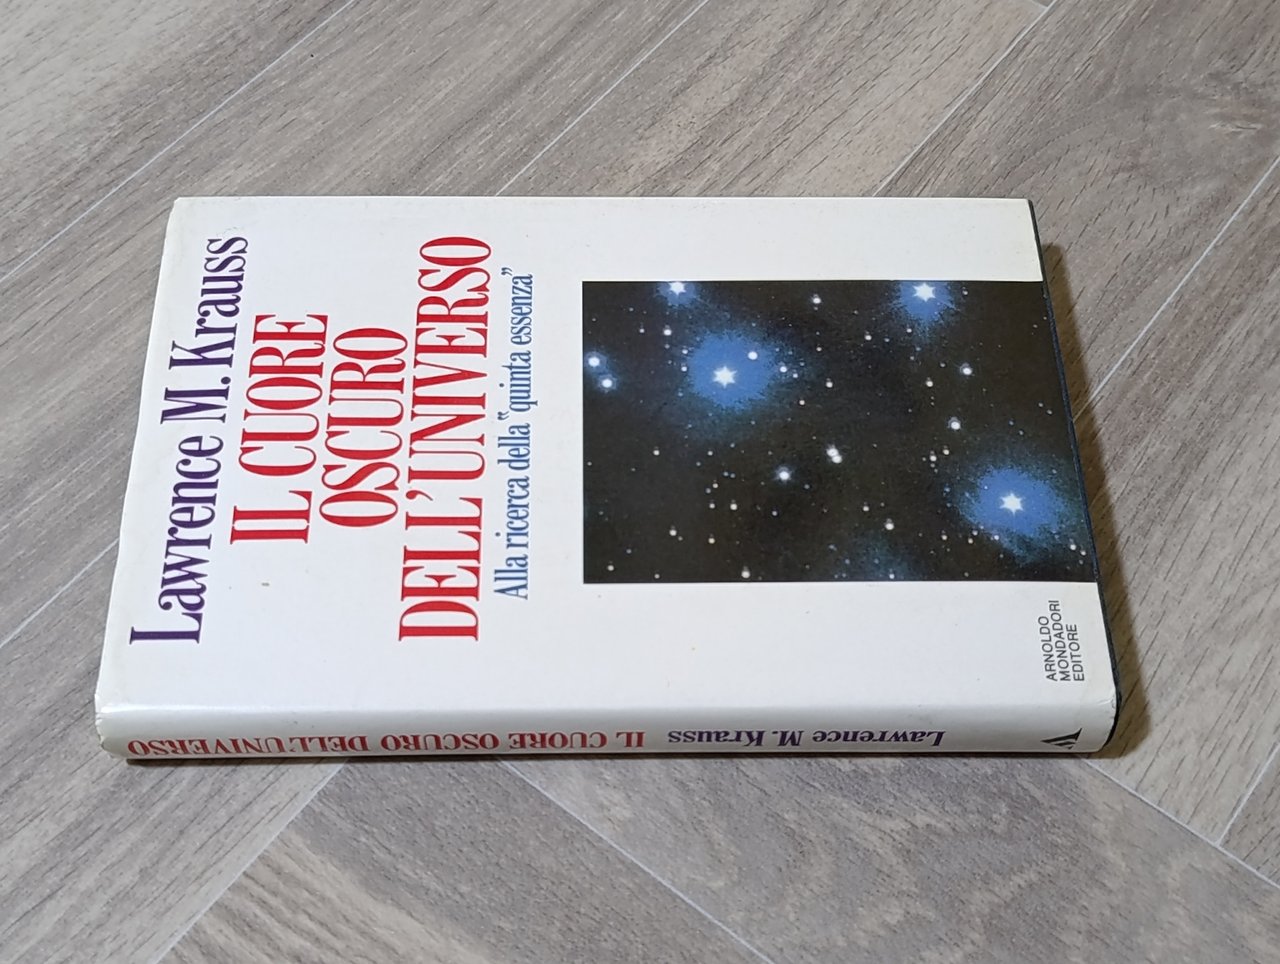 Lawrence M. Krauss
IL CUORE
OSCURO
DELL'UNIVERSO
Alla ricerca della "quinta essenza"
ARNOLDO
MONDADORI
EDITORE
Lawrence M. Krauss IL CUORE OSCURO DELL'UNIVERSO